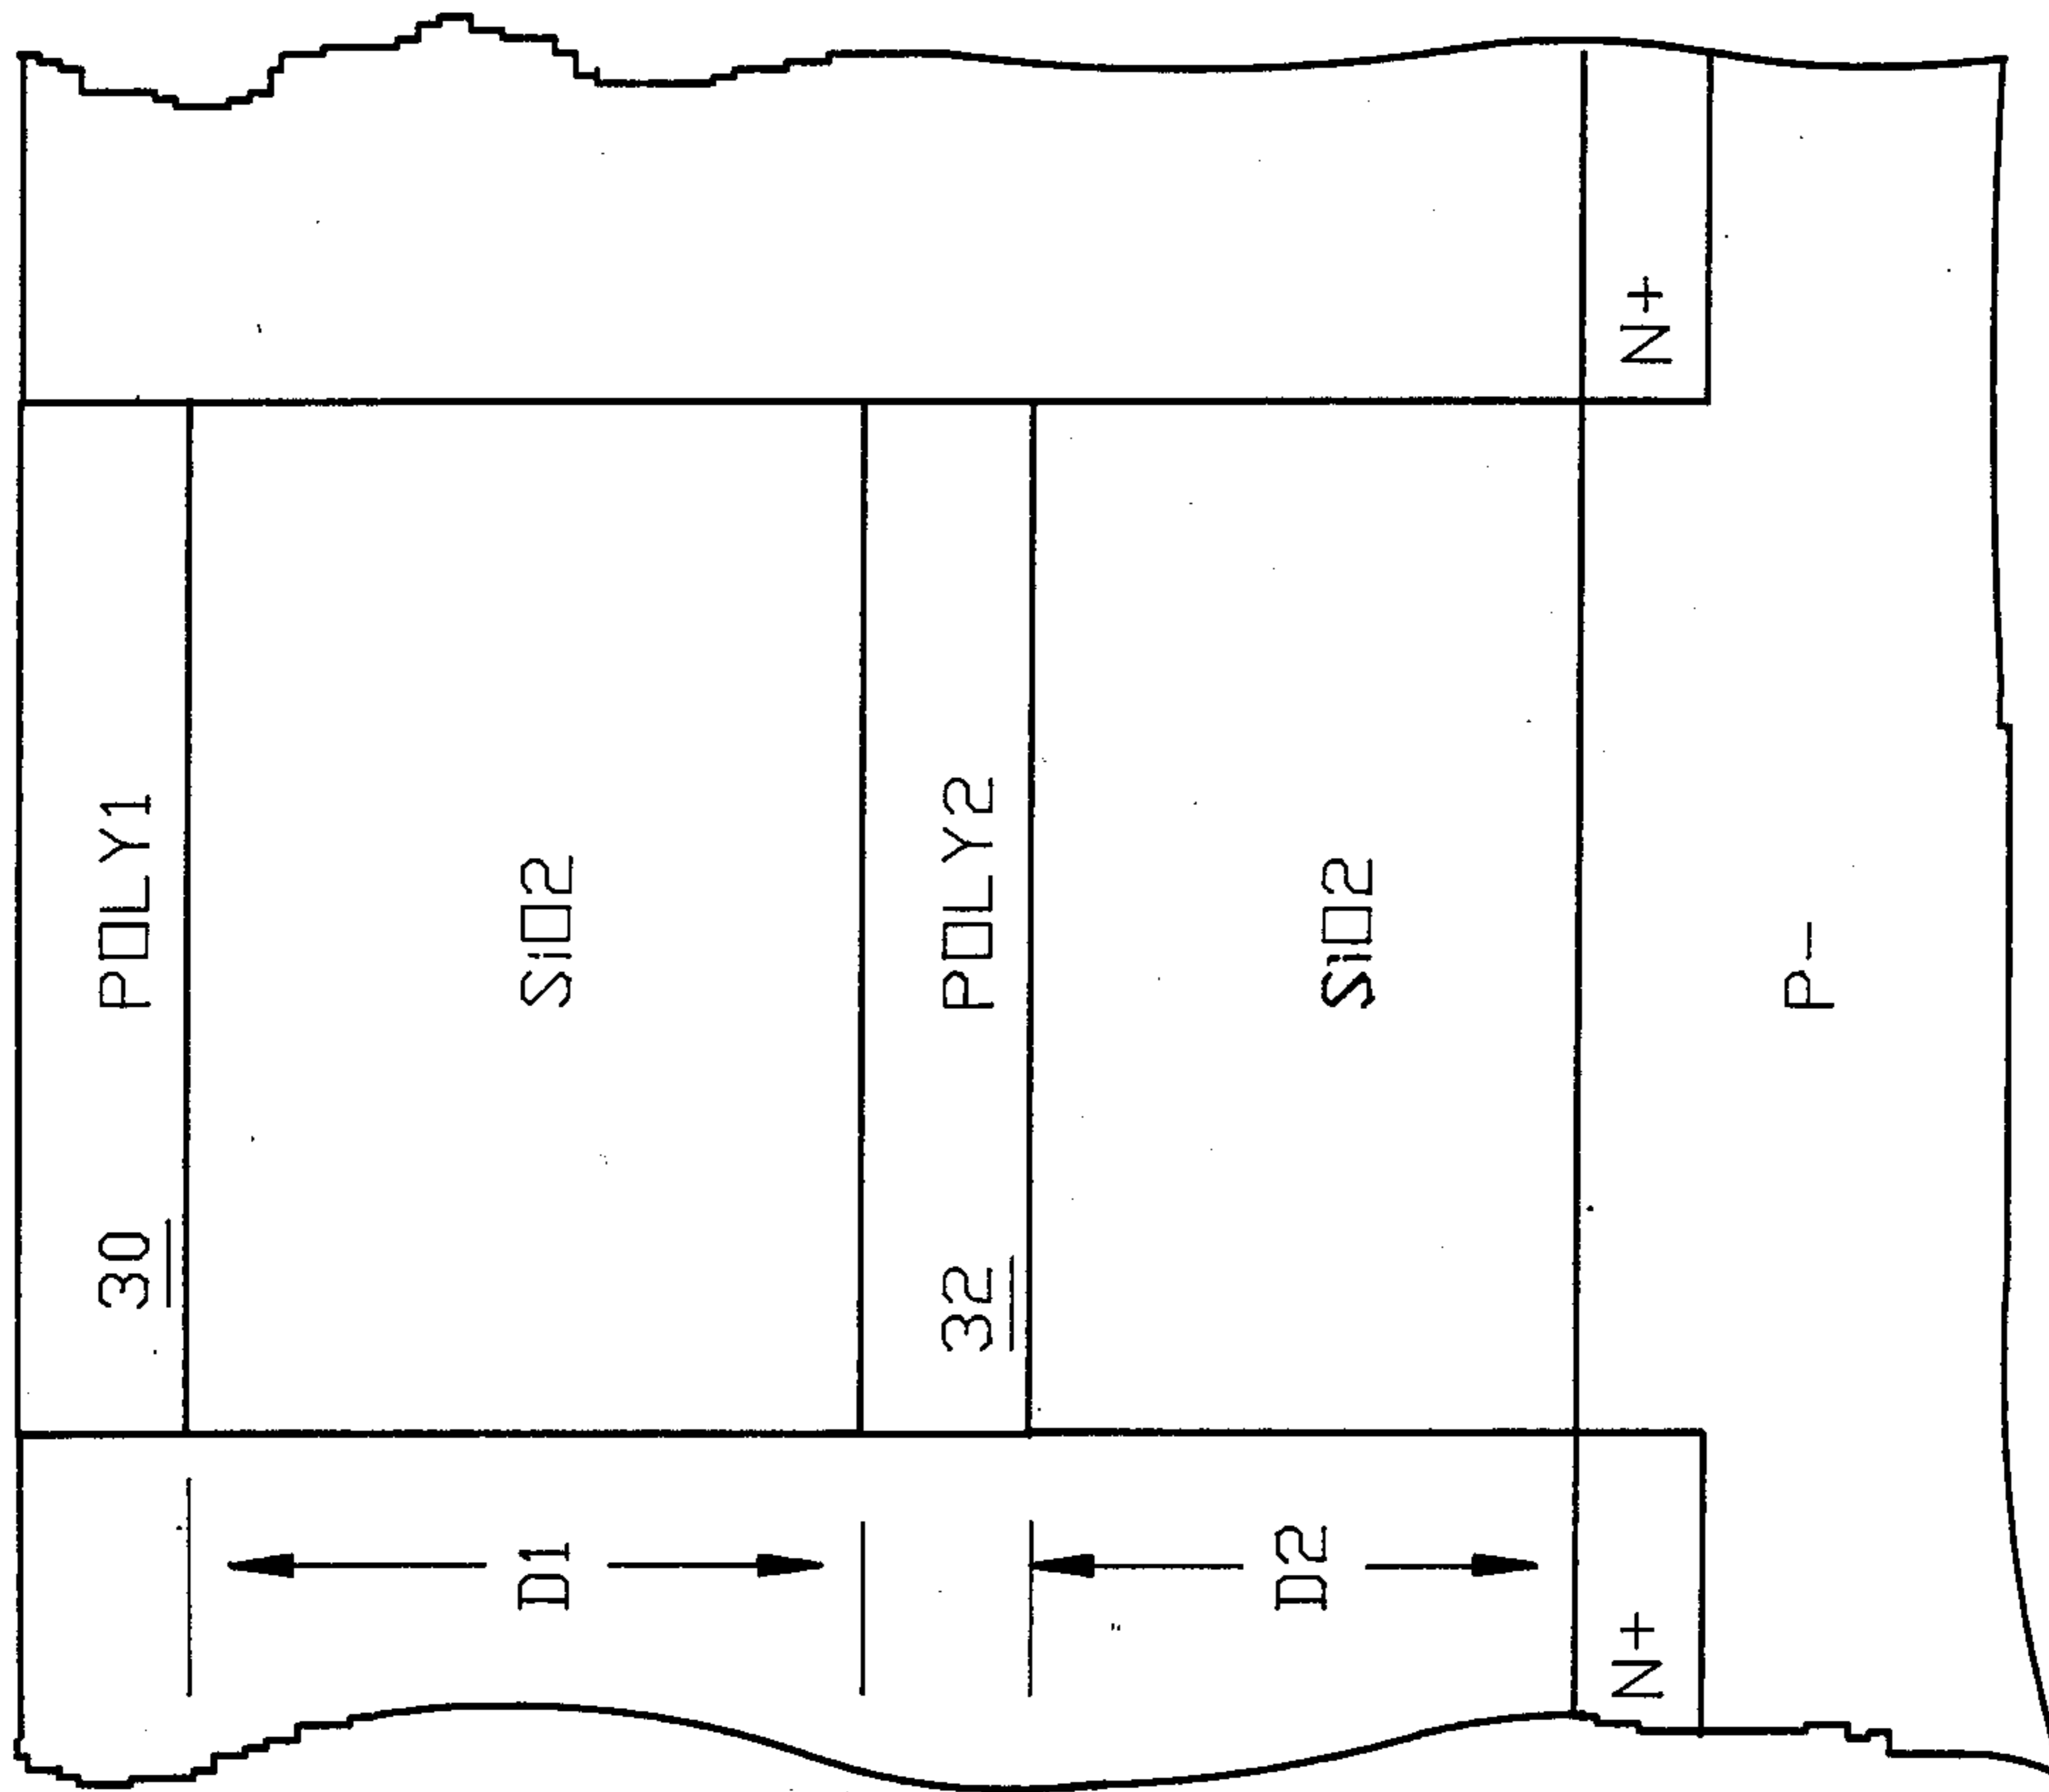 30 POLY1
D1 SiO2
32 POLY2
D2 SiO2
N+ N+
P-